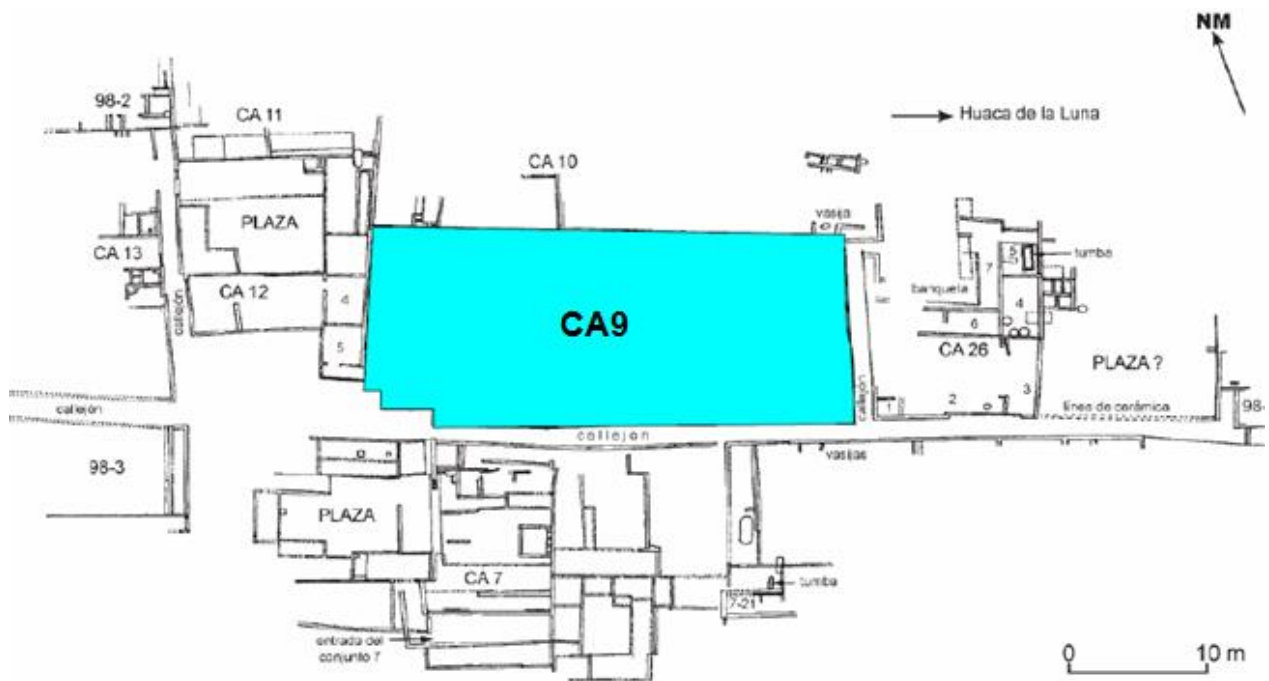 NM
98-2
CA 11
Huaca de la Luna
CA 10
PLAZA
vasija
CA 13
tumba
5
7
CA 12
4
banqueta
4
callejón
CA9
6
5
CA 26
PLAZA ?
3
callejón
1
2
callejón
línea de cerámica
98-
callejón
98-3
vasijas
PLAZA
CA 7
tumba
7-21
entrada del
conjunto 7
0
10 m